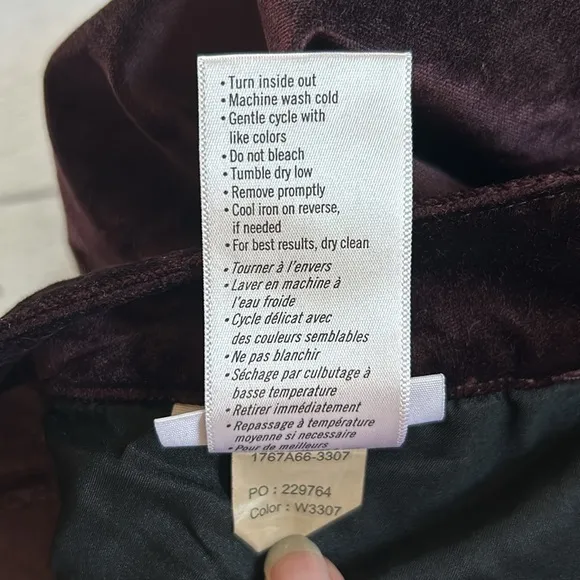 • Turn inside out
• Machine wash cold
• Gentle cycle with
like colors
• Do not bleach
• Tumble dry low
• Remove promptly
• Cool iron on reverse,
if needed
• For best results, dry clean
• Tourner à l'envers
• Laver en machine à
l'eau froide
• Cycle délicat avec
des couleurs semblables
• Ne pas blanchir
• Séchage par culbutage à
basse temperature
• Retirer immédiatement
• Repassage à température
moyenne si necessaire
• Pour de meilleurs
1767A66-3307
PO : 229764
Color : W3307